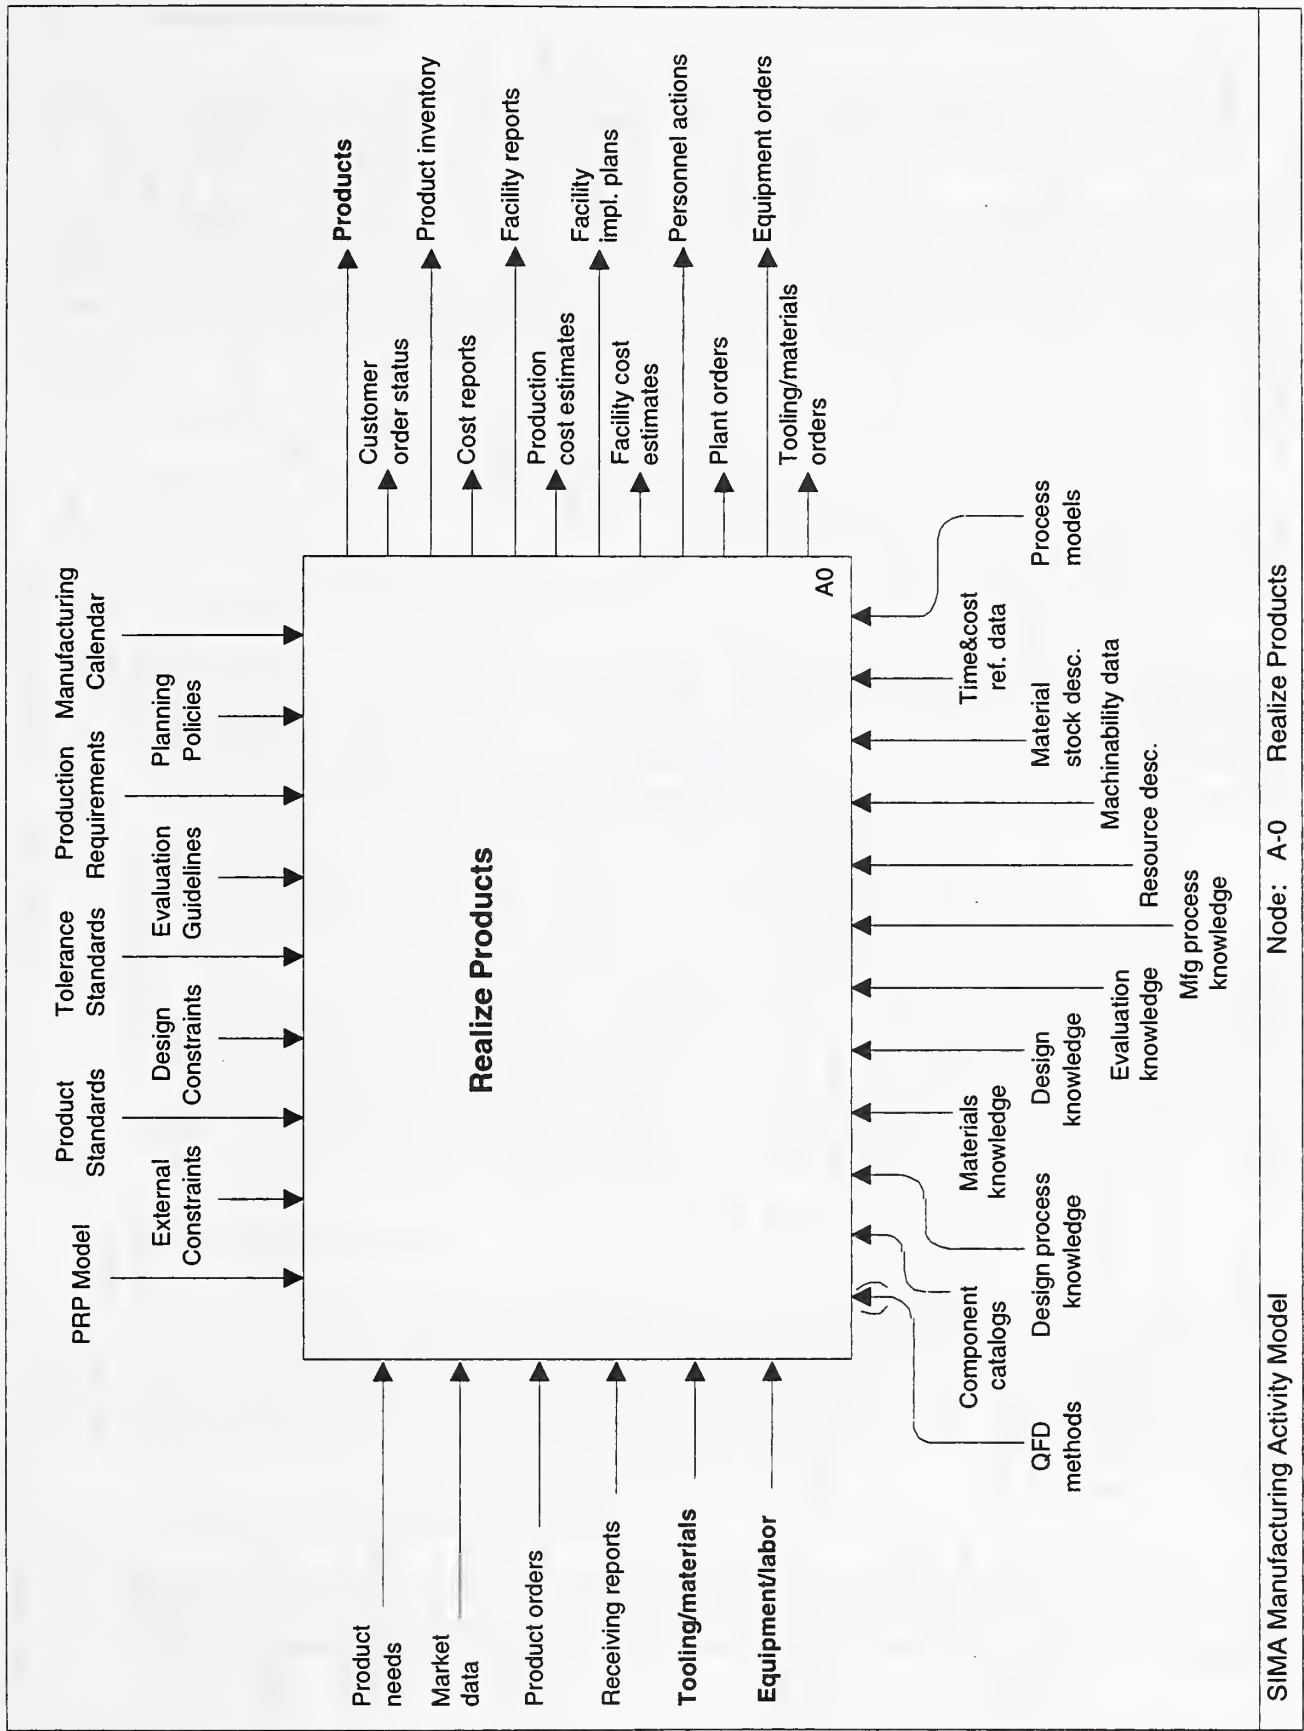 PRP Model
External
Constraints
Product
Standards
Design
Constraints
Tolerance
Standards
Evaluation
Guidelines
Production
Requirements
Planning
Policies
Manufacturing
Calendar
Product
needs
Market
data
Product orders
Receiving reports
Tooling/materials
Equipment/labor
Realize Products
A0
Products
Customer
order status
Product inventory
Cost reports
Facility reports
Production
cost estimates
Facility
impl. plans
Facility cost
estimates
Personnel actions
Plant orders
Equipment orders
Tooling/materials
orders
QFD
methods
Component
catalogs
Design process
knowledge
Materials
knowledge
Design
knowledge
Evaluation
knowledge
Mfg process
knowledge
Resource desc.
Machinability data
Material
stock desc.
Time&cost
ref. data
Process
models
SIMA Manufacturing Activity Model
Node: A-0
Realize Products